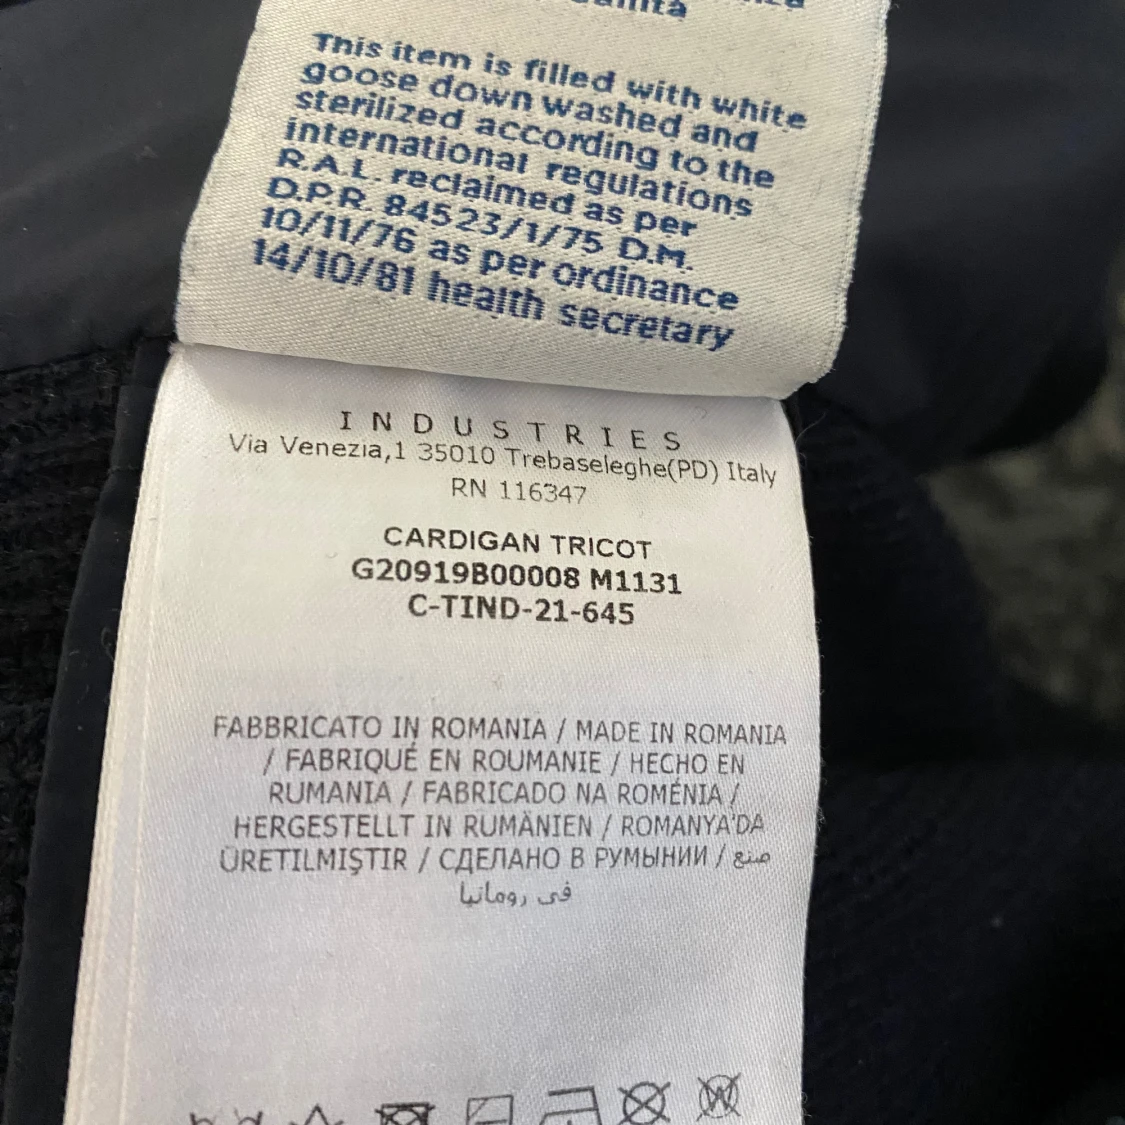 This item is filled with white
goose down washed and
sterilized according to the
international regulations
R.A.L. reclaimed as per
D.P.R. 84523/1/75 D.M.
10/11/76 as per ordinance
14/10/81 health secretary
INDUSTRIES
Via Venezia,1 35010 Trebaseleghe(PD) Italy
RN 116347
CARDIGAN TRICOT
G20919B00008 M1131
C-TIND-21-645
FABBRICATO IN ROMANIA / MADE IN ROMANIA
/ FABRIQUÉ EN ROUMANIE / HECHO EN
RUMANIA / FABRICADO NA ROMÉNIA /
HERGESTELLT IN RUMÄNIEN / ROMANYA'DA
ÜRETILMIŞTIR / СДЕЛАНО В РУМЫНИИ / صنع
فى رومانيا